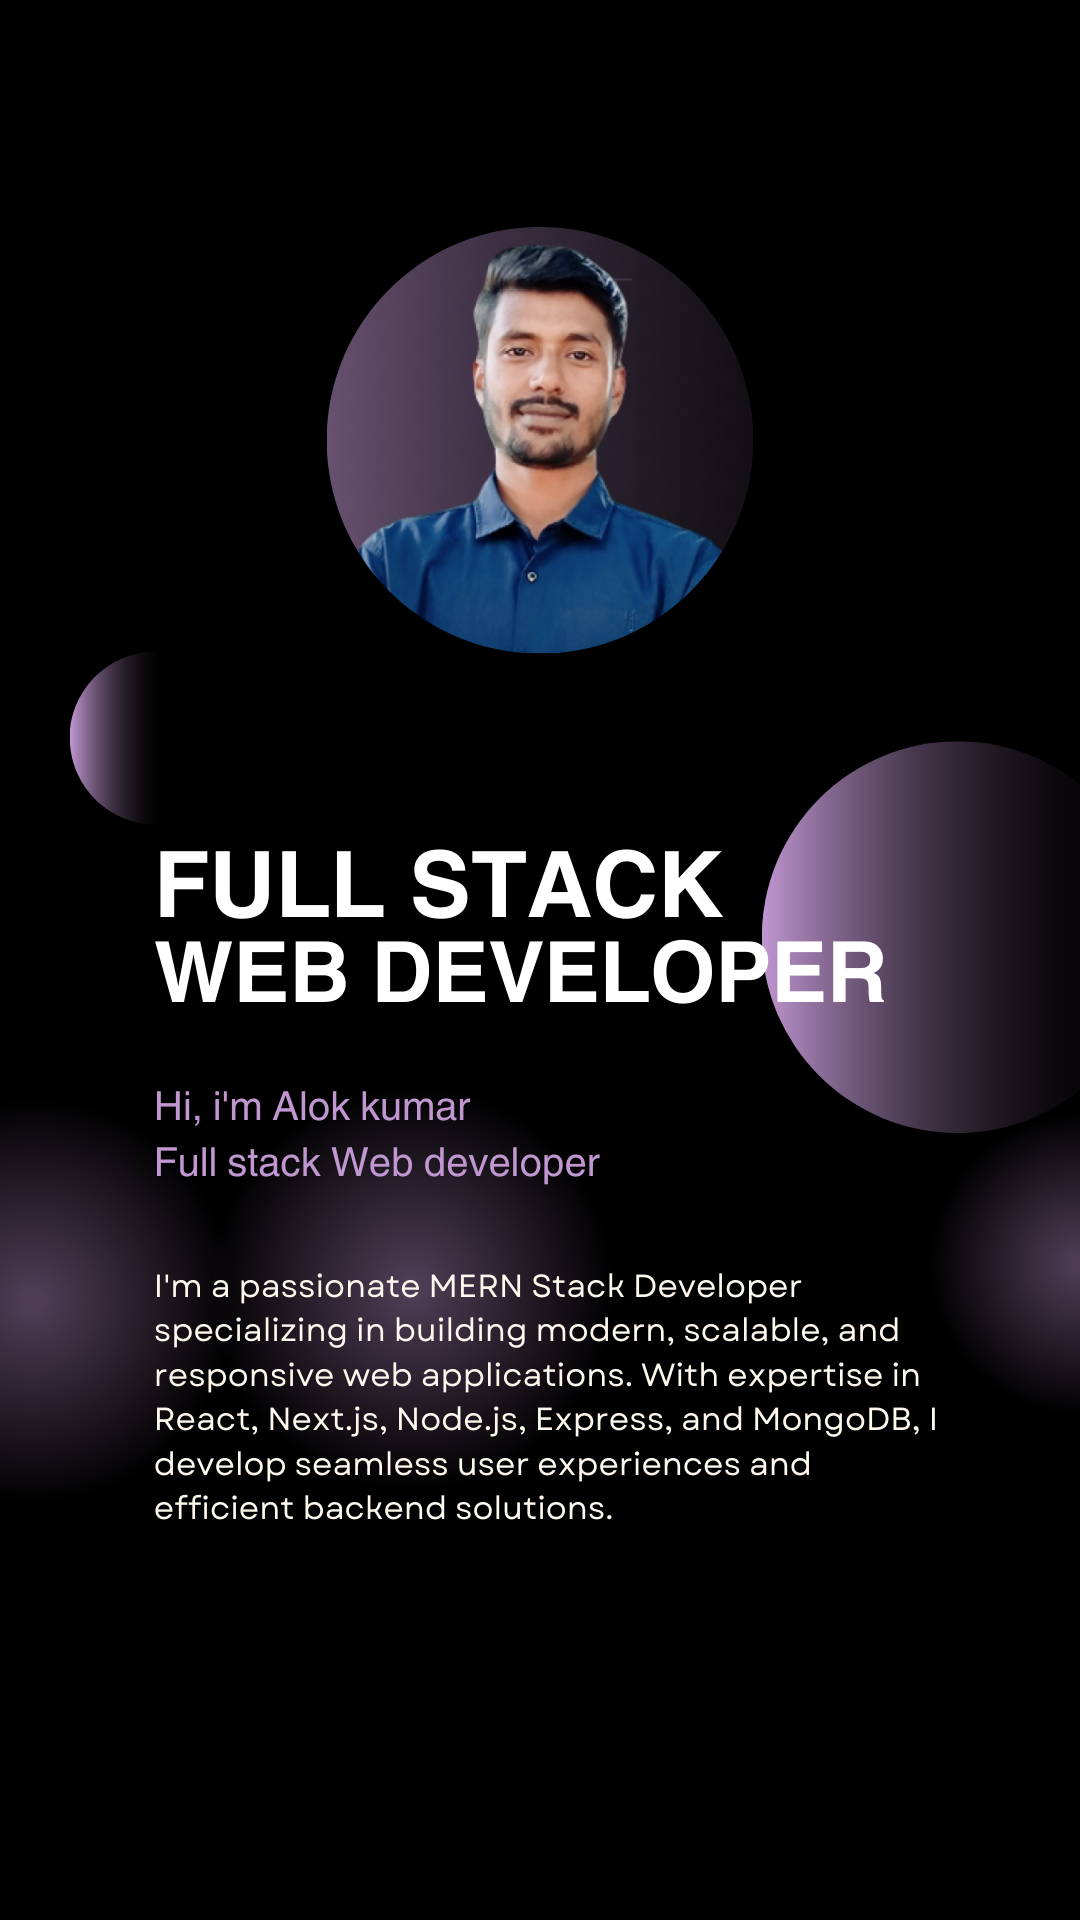 FULL STACK
WEB DEVELOPER
Hi, i'm Alok kumar
Full stack Web developer
I'm a passionate MERN Stack Developer
specializing in building modern, scalable, and
responsive web applications. With expertise in
React, Next.js, Node.js, Express, and MongoDB, I
develop seamless user experiences and
efficient backend solutions.